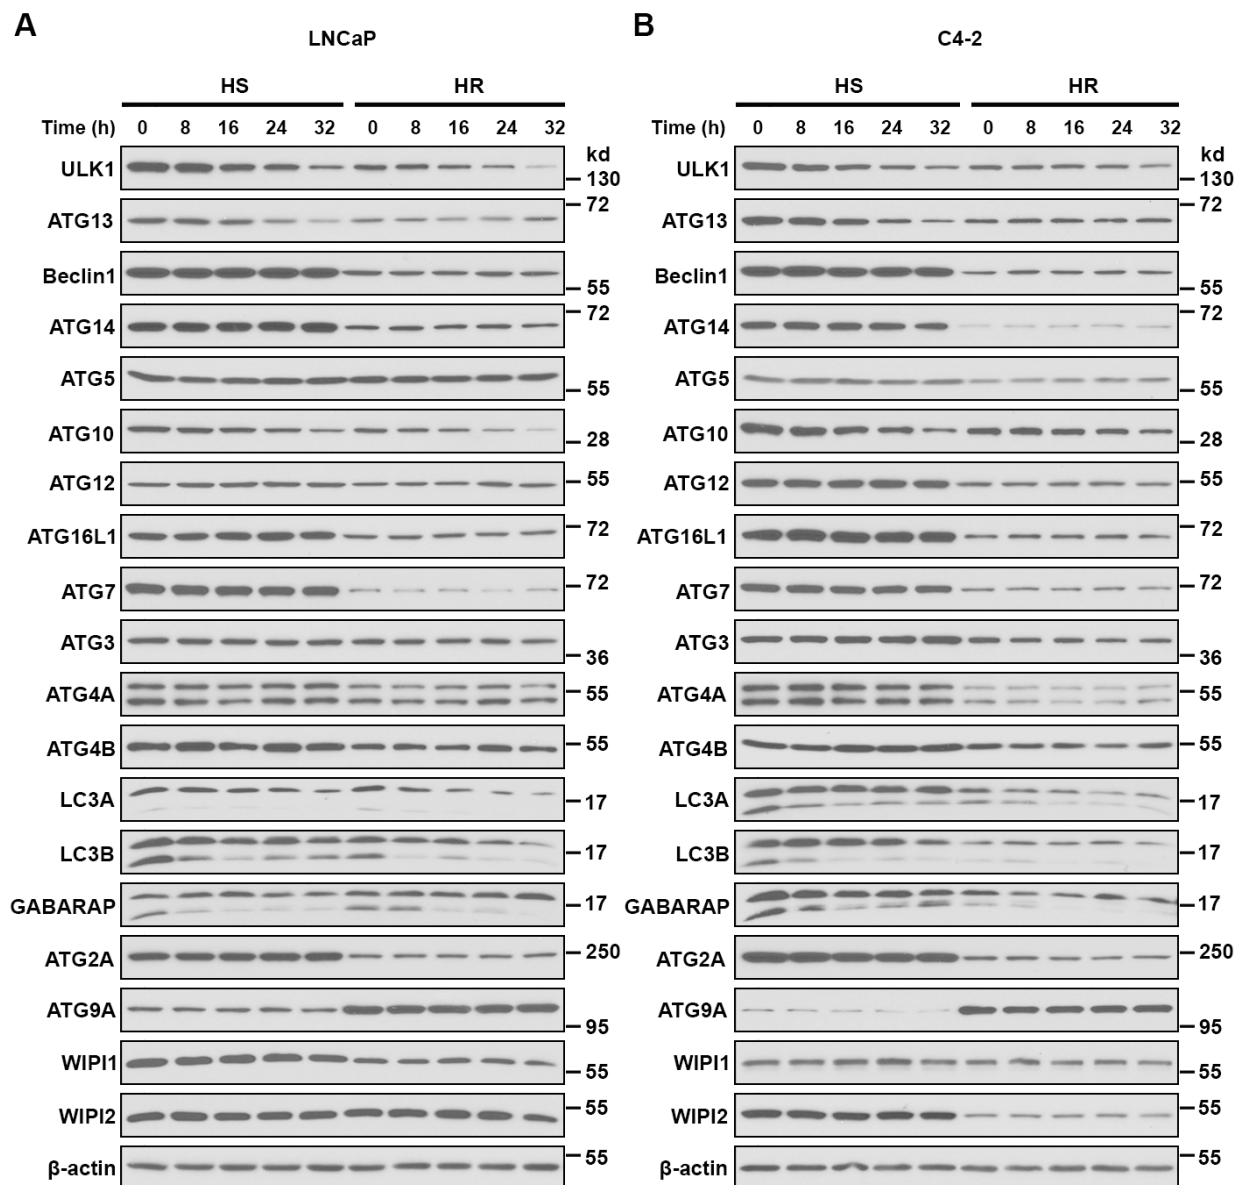 A
LNCaP
HS HR
Time (h) 0 8 16 24 32 0 8 16 24 32
kd
ULK1 130
ATG13 72
Beclin1 55
ATG14 72
ATG5 55
ATG10 28
ATG12 55
ATG16L1 72
ATG7 72
ATG3 36
ATG4A 55
ATG4B 55
LC3A 17
LC3B 17
GABARAP 17
ATG2A 250
ATG9A 95
WIPI1 55
WIPI2 55
β-actin 55
B
C4-2
HS HR
Time (h) 0 8 16 24 32 0 8 16 24 32
kd
ULK1 130
ATG13 72
Beclin1 55
ATG14 72
ATG5 55
ATG10 28
ATG12 55
ATG16L1 72
ATG7 72
ATG3 36
ATG4A 55
ATG4B 55
LC3A 17
LC3B 17
GABARAP 17
ATG2A 250
ATG9A 95
WIPI1 55
WIPI2 55
β-actin 55